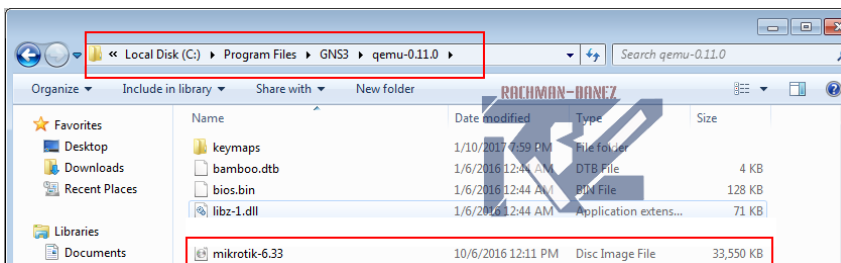 « Local Disk (C:) ▸ Program Files ▸ GNS3 ▸ qemu-0.11.0 ▸ Search qemu-0.11.0
Organize Include in library Share with New folder
RACHMAN-BANEZ
Favorites Name Date modified Type Size
Desktop keymaps 1/10/2017 7:59 PM File folder
Downloads bamboo.dtb 1/6/2016 12:44 AM DTB File 4 KB
Recent Places bios.bin 1/6/2016 12:44 AM BIN File 128 KB
libz-1.dll 1/6/2016 12:44 AM Application extens... 71 KB
Libraries
Documents mikrotik-6.33 10/6/2016 12:11 PM Disc Image File 33,550 KB